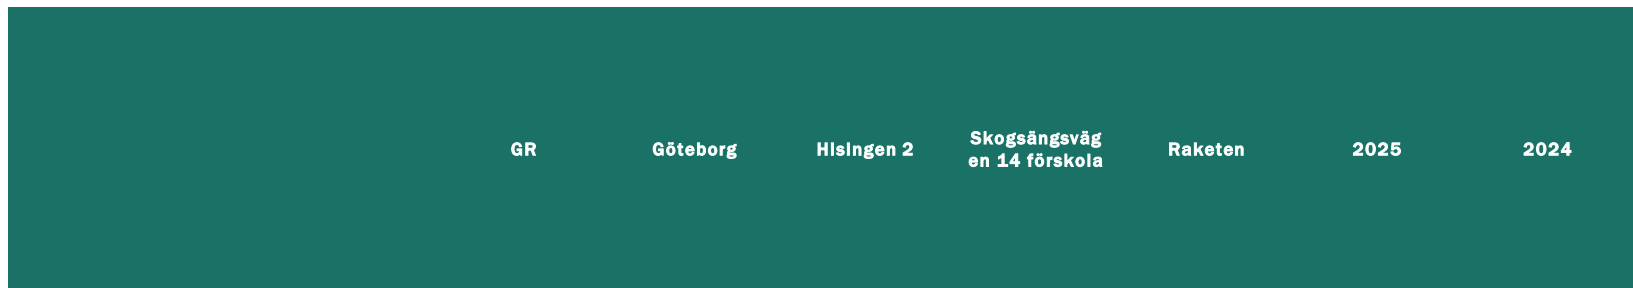 GR
Göteborg
Hisingen 2
Skogsängsväg
en 14 förskola
Raketen
2025
2024